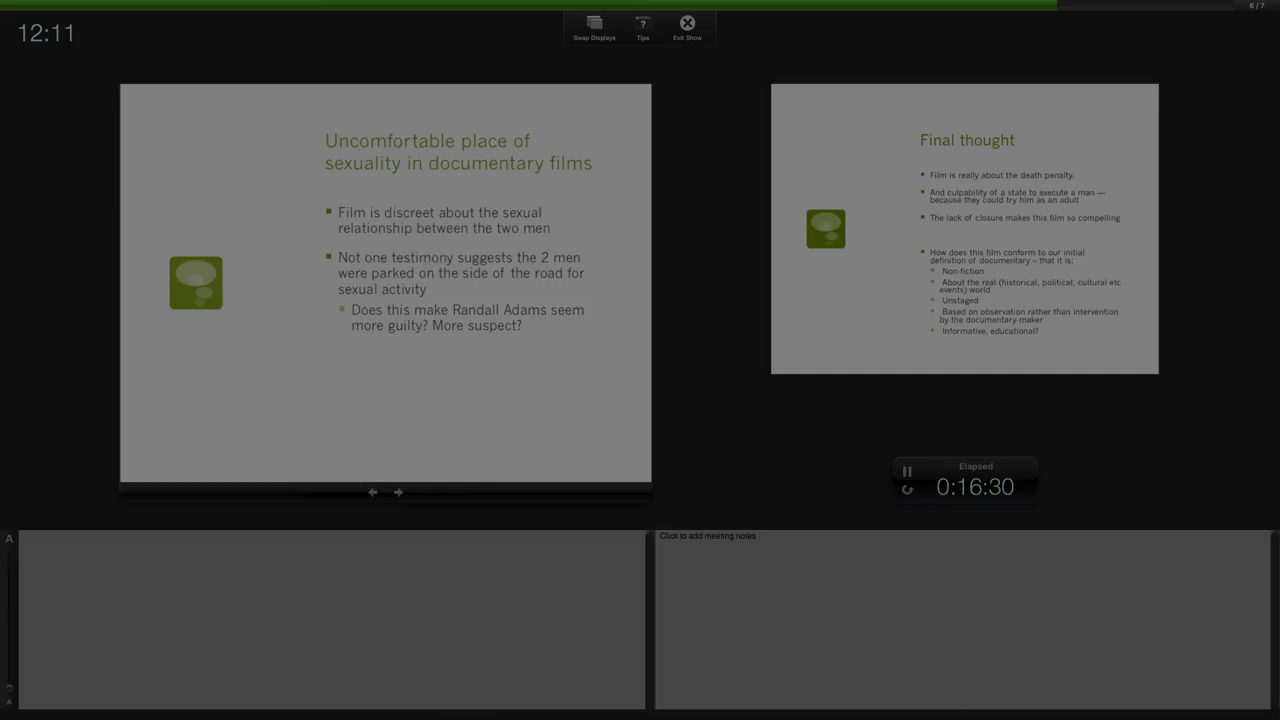 6 / 7
12:11
Swap Displays
Tips
Exit Show
Uncomfortable place of
sexuality in documentary films
Film is discreet about the sexual
relationship between the two men
Not one testimony suggests the 2 men
were parked on the side of the road for
sexual activity
Does this make Randall Adams seem
more guilty? More suspect?
Final thought
Film is really about the death penalty.
And culpability of a state to execute a man —
because they could try him as an adult
The lack of closure makes this film so compelling
How does this film conform to our initial
definition of documentary – that it is:
Non-fiction
About the real (historical, political, cultural etc
events) world
Unstaged
Based on observation rather than intervention
by the documentary-maker
Informative, educational?
Elapsed
0:16:30
A
A
Click to add meeting notes